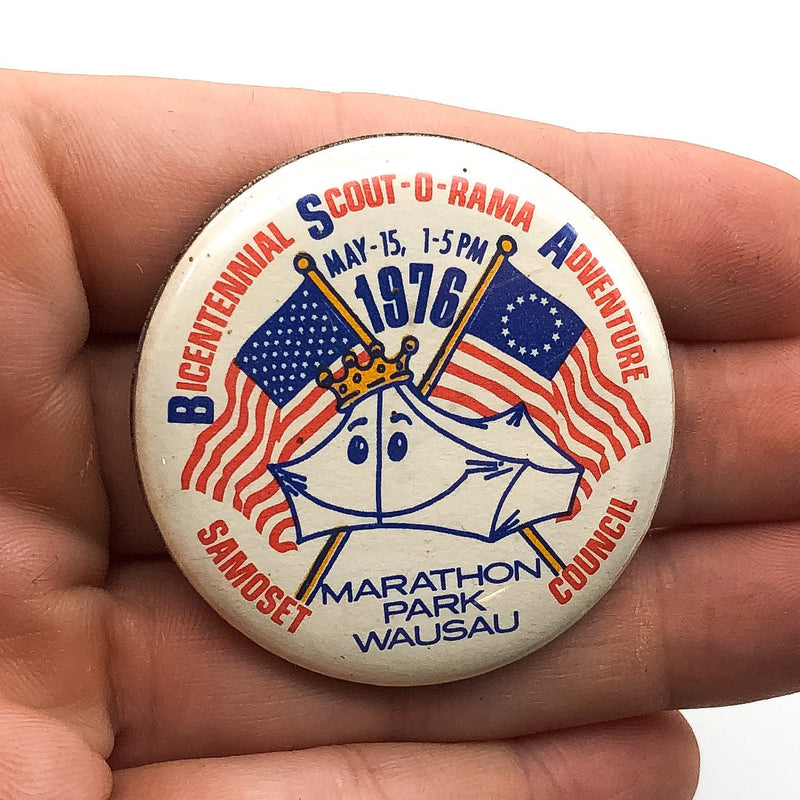 BICENTENNIAL SCOUT-O-RAMA ADVENTURE
MAY-15, 1-5 PM
1976
SAMOSET COUNCIL
MARATHON
PARK
WAUSAU